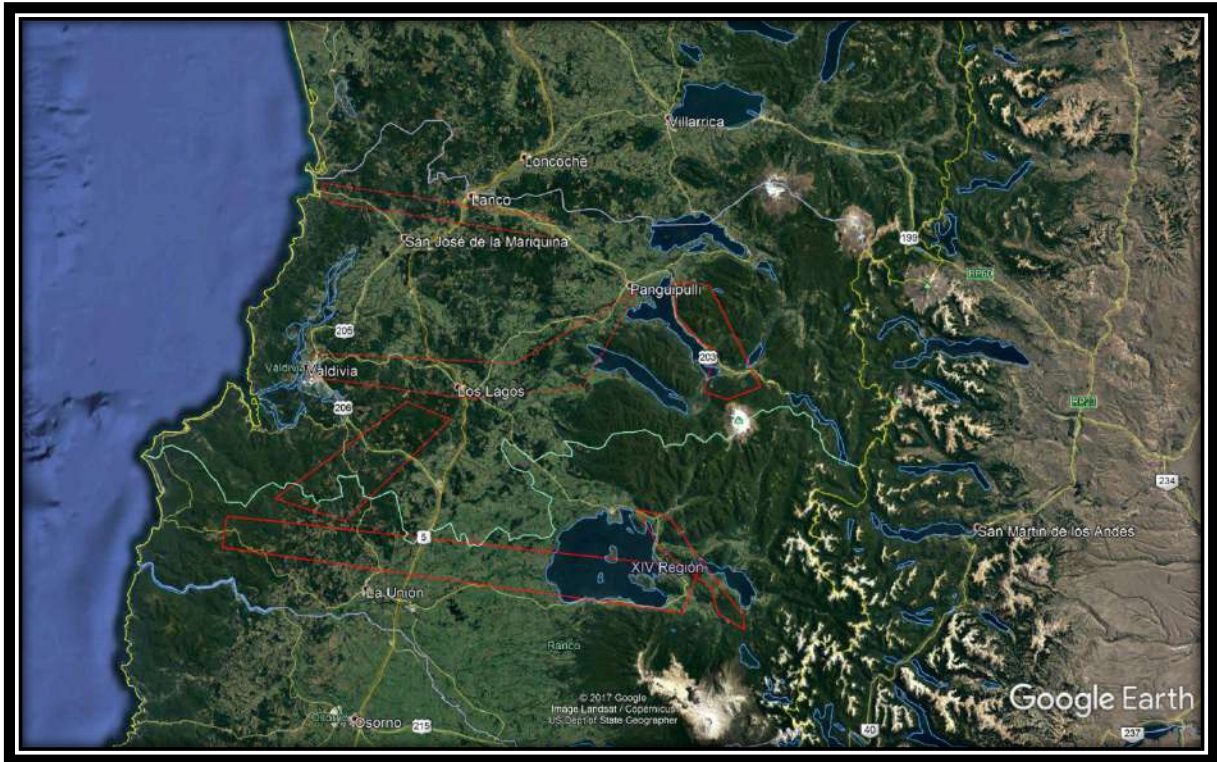 Villarrica
Loncoche
Lanco
199
San José de la Mariquina
RP60
Panguipulli
205
203
Valdivia
Valdivia
Los Lagos
206
234
5
San Martin de los Andes
XIV Región
La Unión
Ranco
© 2017 Google
Image Landsat / Copernicus
US Dept of State Geographer
Google Earth
Osorno
215
40
237